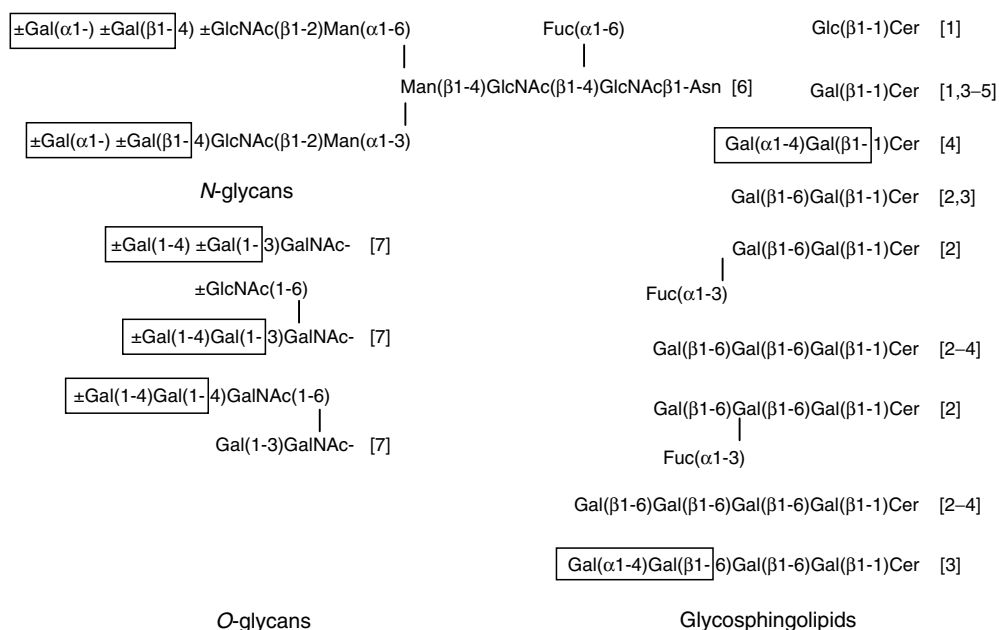 ±Gal(α1-) ±Gal(β1-4) ±GlcNAc(β1-2)Man(α1-6)
Fuc(α1-6)
Man(β1-4)GlcNAc(β1-4)GlcNAcβ1-Asn [6]
±Gal(α1-) ±Gal(β1-4)GlcNAc(β1-2)Man(α1-3)
N-glycans
±Gal(1-4) ±Gal(1-3)GalNAc- [7]
±GlcNAc(1-6)
±Gal(1-4)Gal(1-3)GalNAc- [7]
±Gal(1-4)Gal(1-4)GalNAc(1-6)
Gal(1-3)GalNAc- [7]
O-glycans
Glc(β1-1)Cer [1]
Gal(β1-1)Cer [1,3–5]
Gal(α1-4)Gal(β1-1)Cer [4]
Gal(β1-6)Gal(β1-1)Cer [2,3]
Gal(β1-6)Gal(β1-1)Cer [2]
Fuc(α1-3)
Gal(β1-6)Gal(β1-6)Gal(β1-1)Cer [2–4]
Gal(β1-6)Gal(β1-6)Gal(β1-1)Cer [2]
Fuc(α1-3)
Gal(β1-6)Gal(β1-6)Gal(β1-6)Gal(β1-1)Cer [2–4]
Gal(α1-4)Gal(β1-6)Gal(β1-6)Gal(β1-1)Cer [3]
Glycosphingolipids